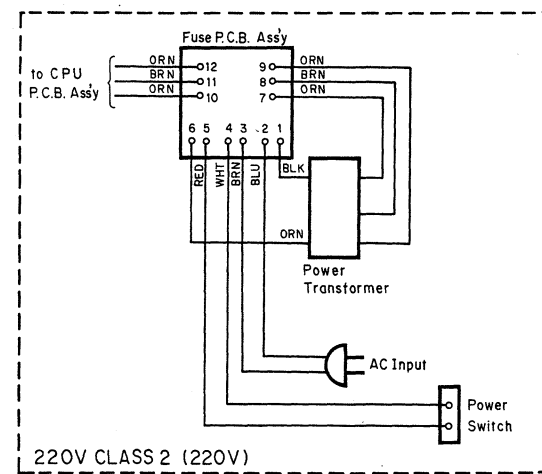 Fuse P.C.B. Ass'y
ORN 12 9 ORN
to CPU BRN 11 8 BRN
P.C.B. Ass'y ORN 10 7 ORN
6 5 4 3 2 1
RED WHT BRN BLU BLK
ORN
Power
Transformer
AC Input
Power
Switch
220V CLASS 2 (220V)